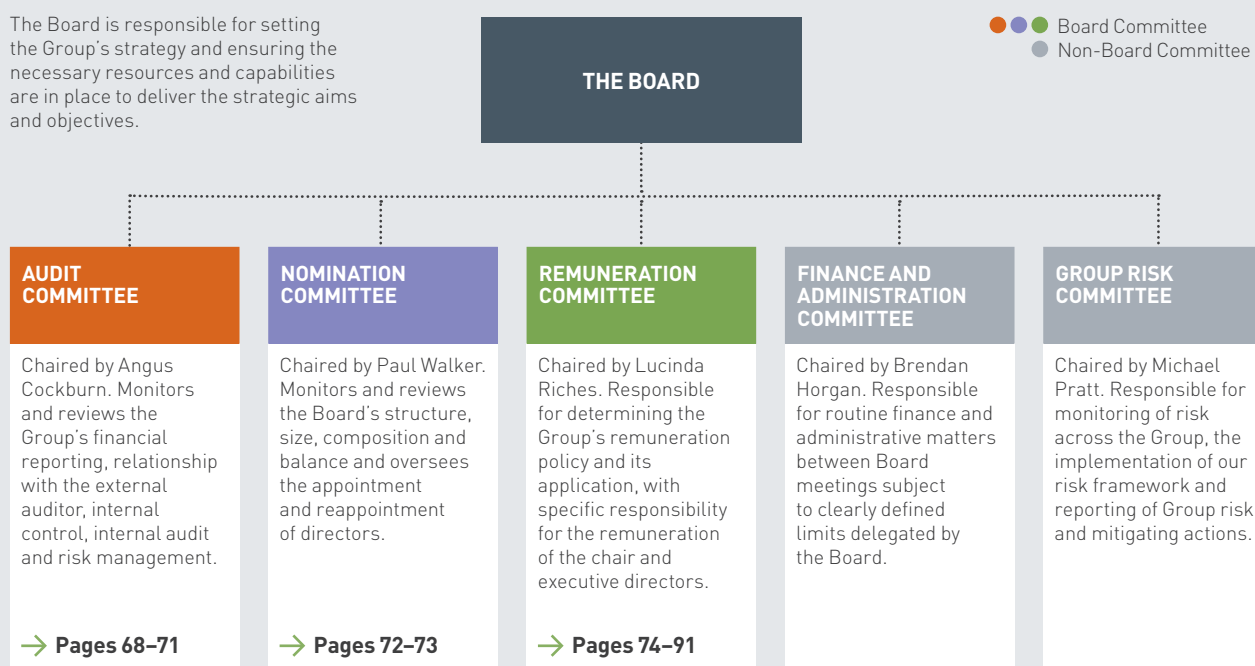 The Board is responsible for setting
the Group's strategy and ensuring the
necessary resources and capabilities
are in place to deliver the strategic aims
and objectives.
THE BOARD
Board Committee
Non-Board Committee
AUDIT
COMMITTEE
Chaired by Angus
Cockburn. Monitors
and reviews the
Group's financial
reporting, relationship
with the external
auditor, internal
control, internal audit
and risk management.
→ Pages 68–71
NOMINATION
COMMITTEE
Chaired by Paul Walker.
Monitors and reviews
the Board's structure,
size, composition and
balance and oversees
the appointment
and reappointment
of directors.
→ Pages 72–73
REMUNERATION
COMMITTEE
Chaired by Lucinda
Riches. Responsible
for determining the
Group's remuneration
policy and its
application, with
specific responsibility
for the remuneration
of the chair and
executive directors.
→ Pages 74–91
FINANCE AND
ADMINISTRATION
COMMITTEE
Chaired by Brendan
Horgan. Responsible
for routine finance and
administrative matters
between Board
meetings subject
to clearly defined
limits delegated by
the Board.
GROUP RISK
COMMITTEE
Chaired by Michael
Pratt. Responsible for
monitoring of risk
across the Group, the
implementation of our
risk framework and
reporting of Group risk
and mitigating actions.